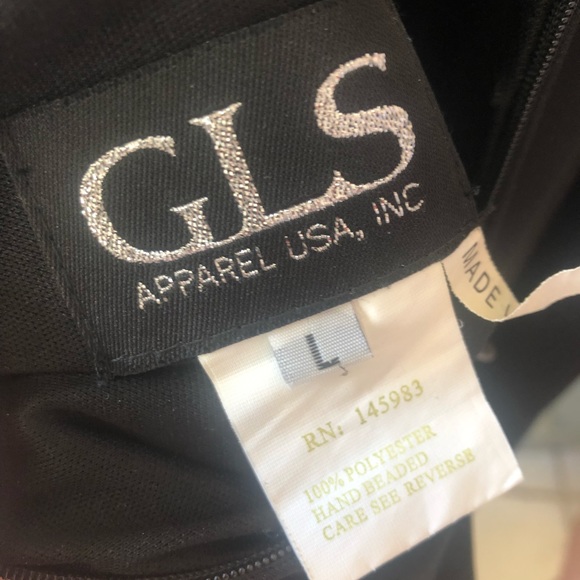 GLS
APPAREL USA, INC
MADE
L
RN: 145983
100% POLYESTER
HAND BEADED
CARE SEE REVERSE